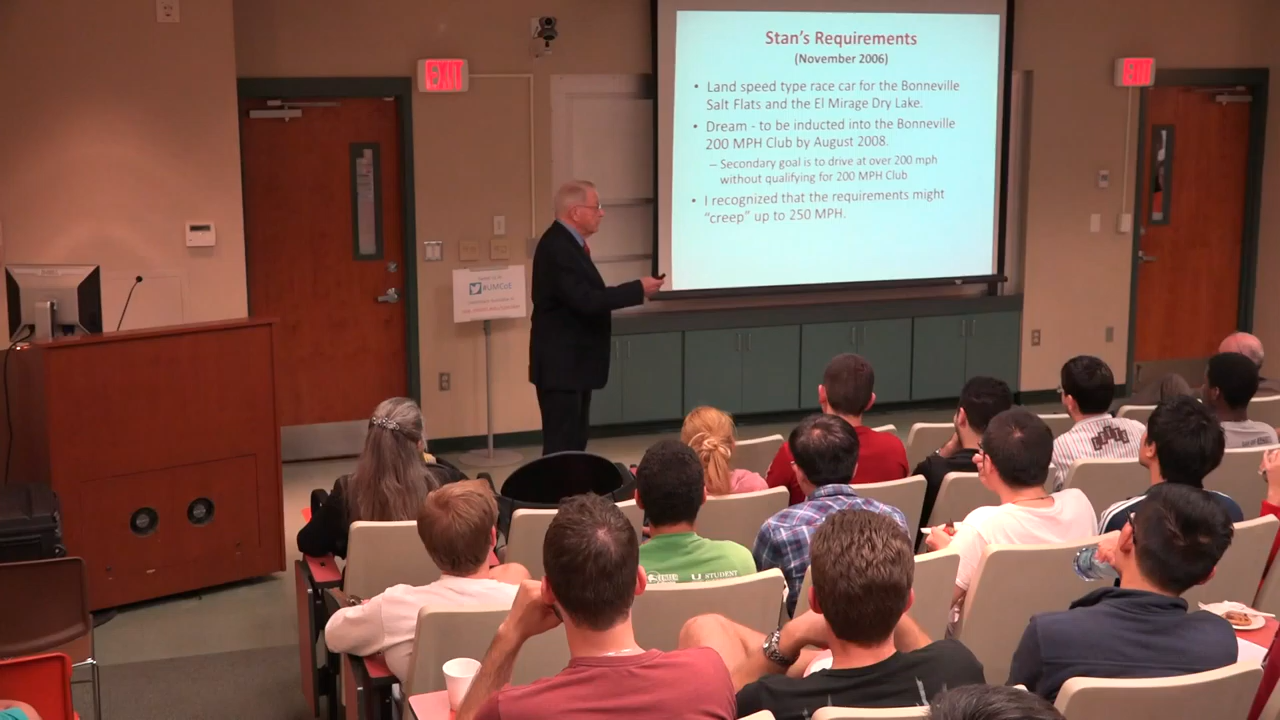 EXIT
EXIT
Stan's Requirements
(November 2006)
• Land speed type race car for the Bonneville
Salt Flats and the El Mirage Dry Lake.
• Dream - to be inducted into the Bonneville
200 MPH Club by August 2008.
– Secondary goal is to drive at over 200 mph
without qualifying for 200 MPH Club
• I recognized that the requirements might
"creep" up to 250 MPH.
#UMCoE
U STUDENT